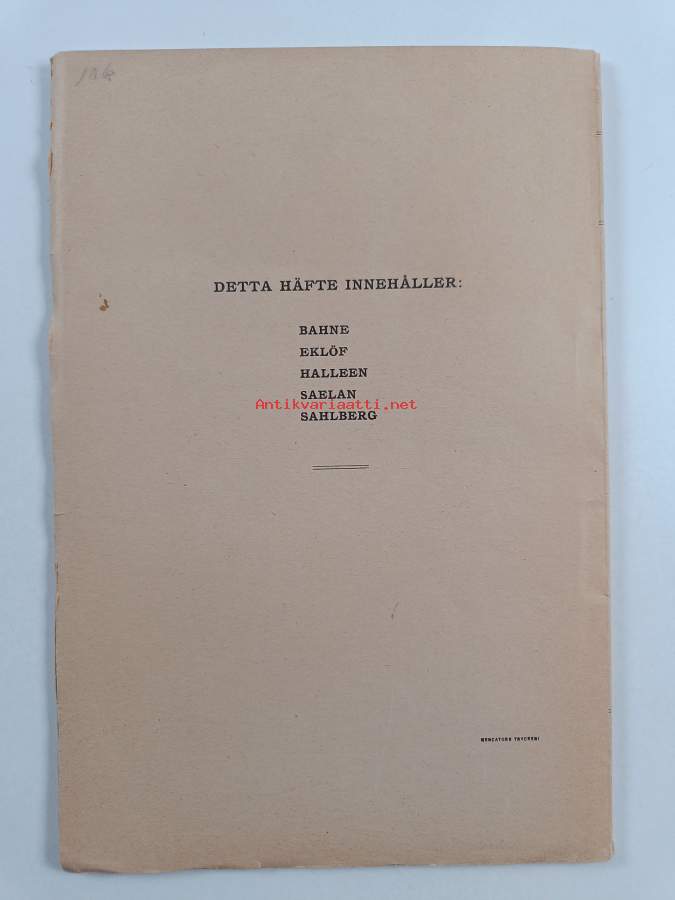 DETTA HÄFTE INNEHÅLLER:
BAHNE
EKLÖF
HALLEEN
SAELAN
Antikvariaatti.net
SAHLBERG
MERCATORS TRYCKERI